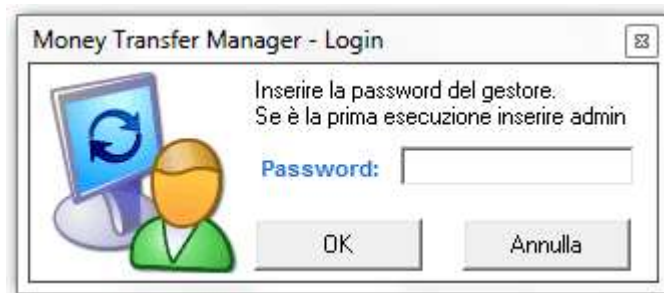 Money Transfer Manager - Login
Inserire la password del gestore.
Se è la prima esecuzione inserire admin
Password:
OK
Annulla